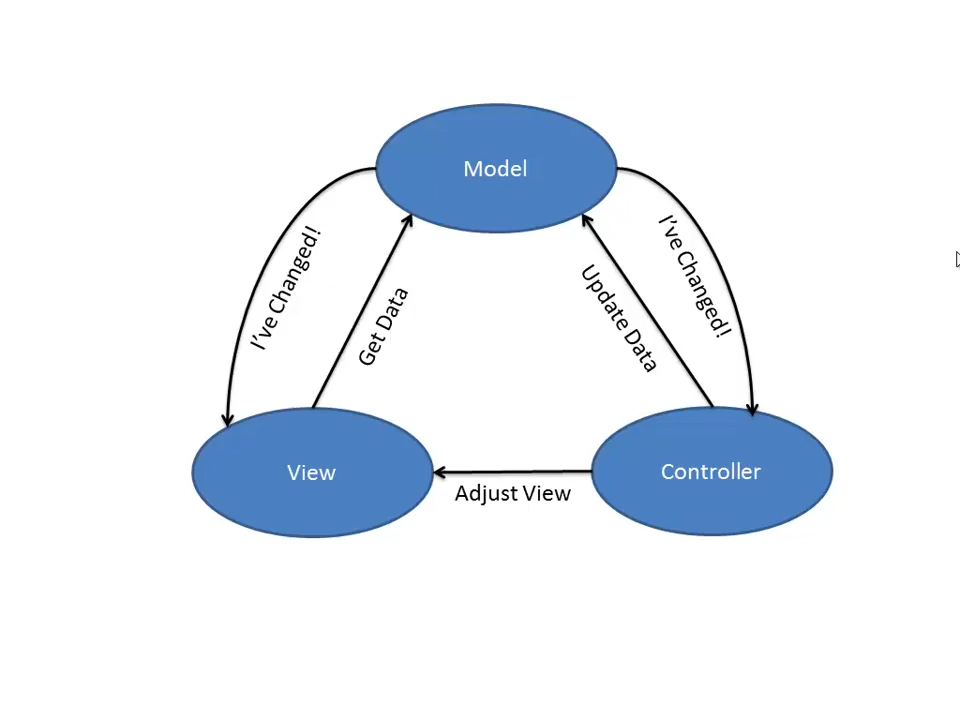 Model
I've Changed!
Get Data
Update Data
I've Changed!
View
Adjust View
Controller